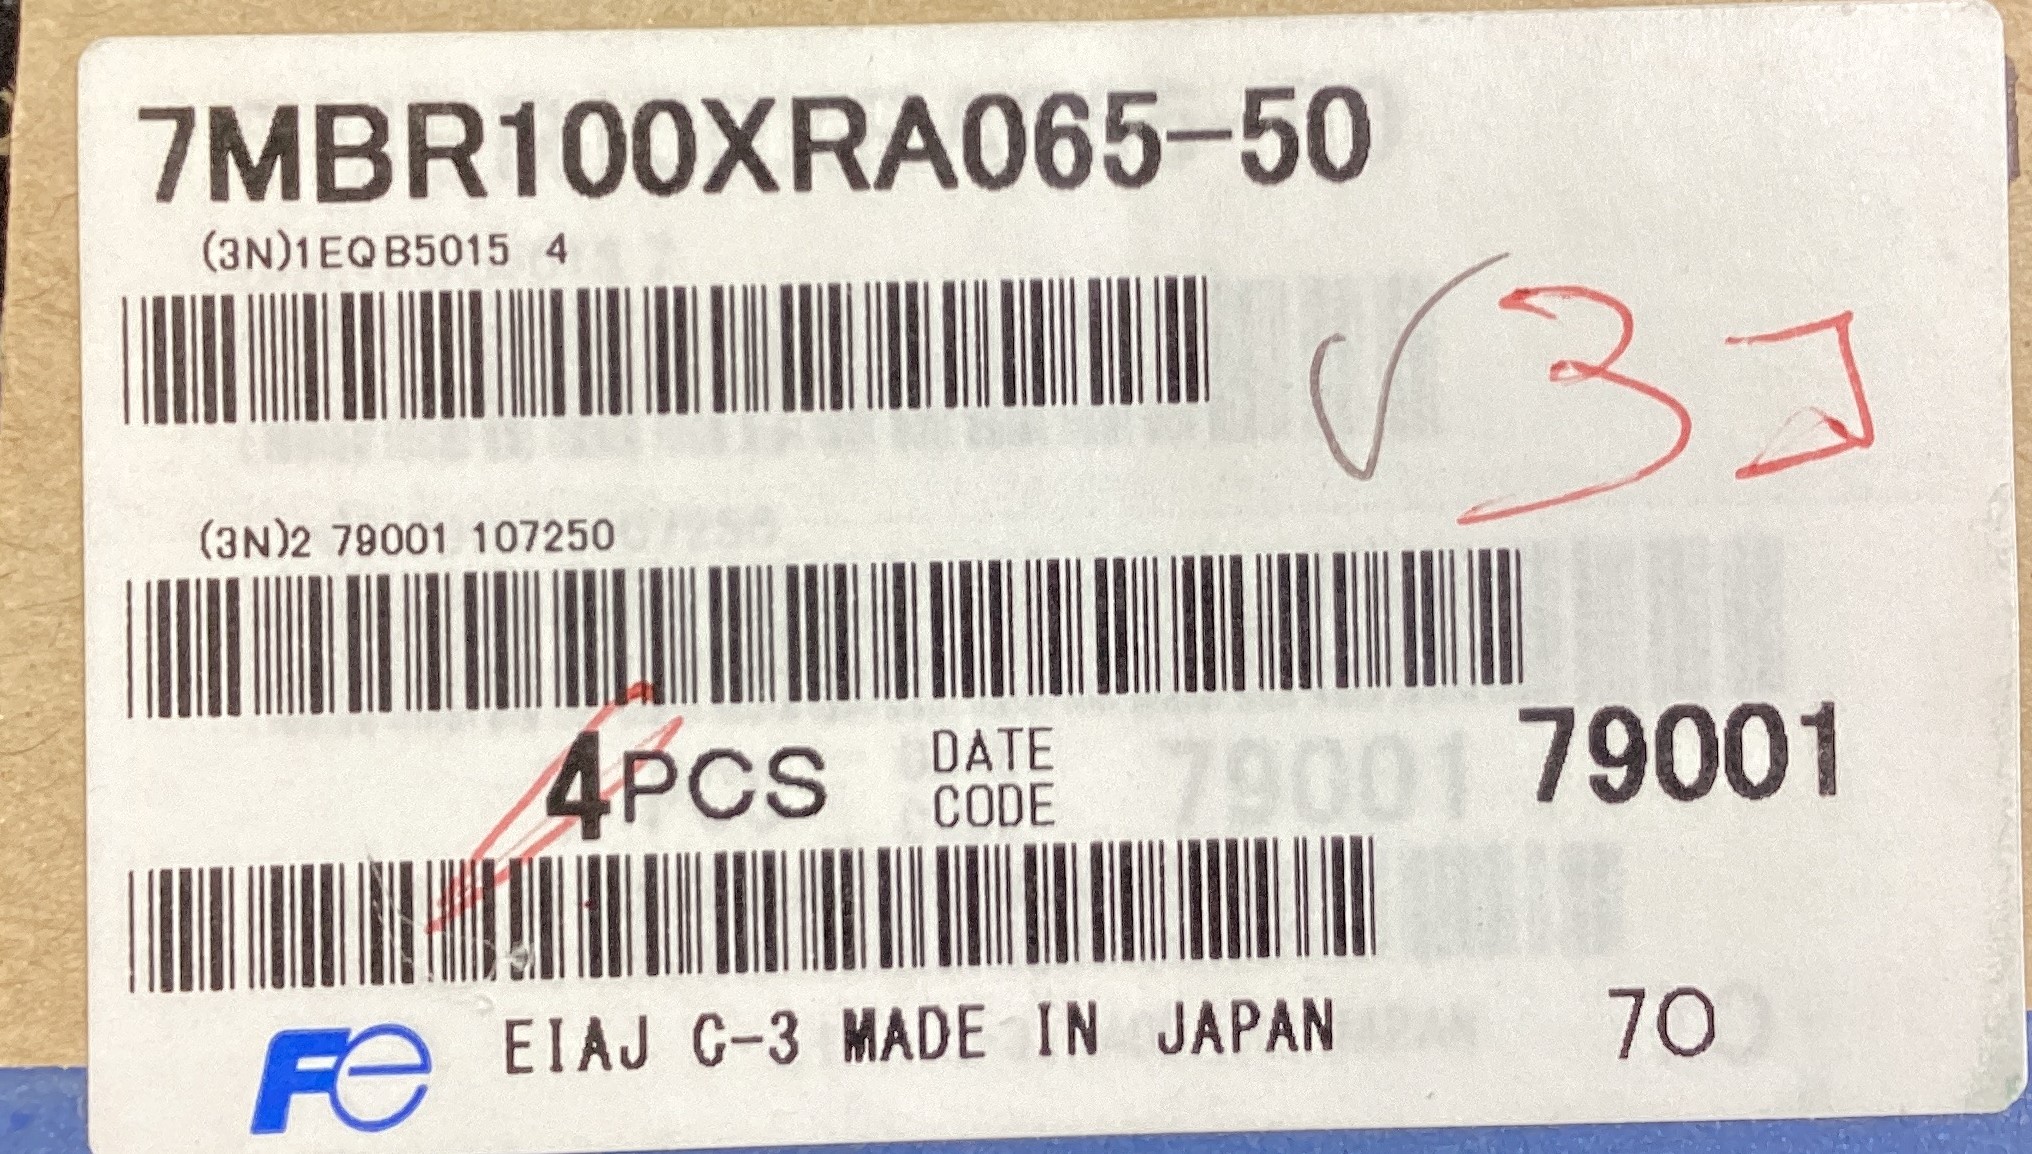 7MBR100XRA065-50
(3N)1EQB5015 4
(3N)2 79001 107250
4PCS
DATE CODE
79001
Fe
EIAJ C-3 MADE IN JAPAN
70